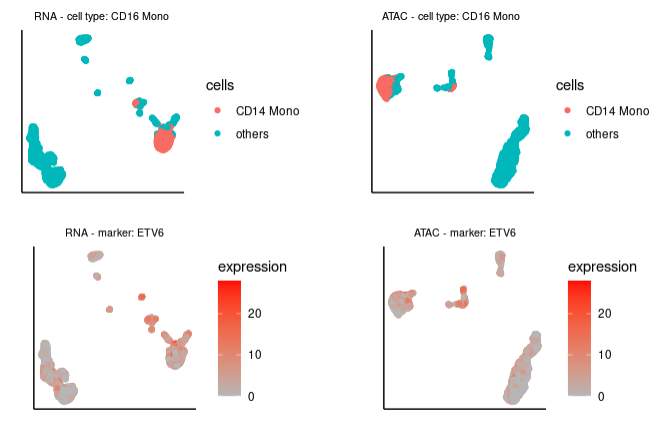 RNA - cell type: CD16 Mono
ATAC - cell type: CD16 Mono
cells
CD14 Mono
others
cells
CD14 Mono
others
RNA - marker: ETV6
ATAC - marker: ETV6
expression
20
10
0
expression
20
10
0